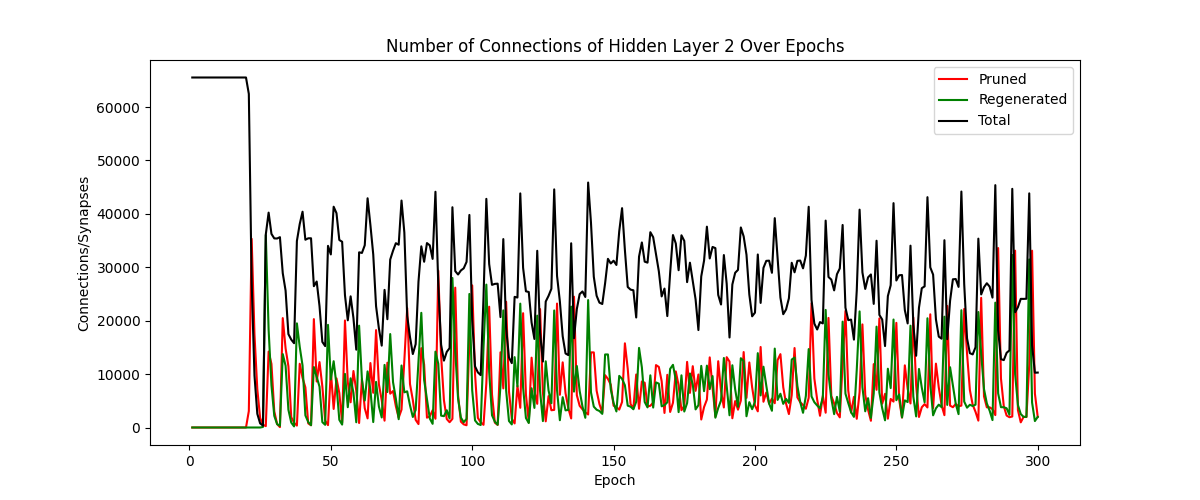 Number of Connections of Hidden Layer 2 Over Epochs
Pruned
Regenerated
Total
60000
50000
40000
30000
20000
10000
0
Connections/Synapses
0 50 100 150 200 250 300
Epoch